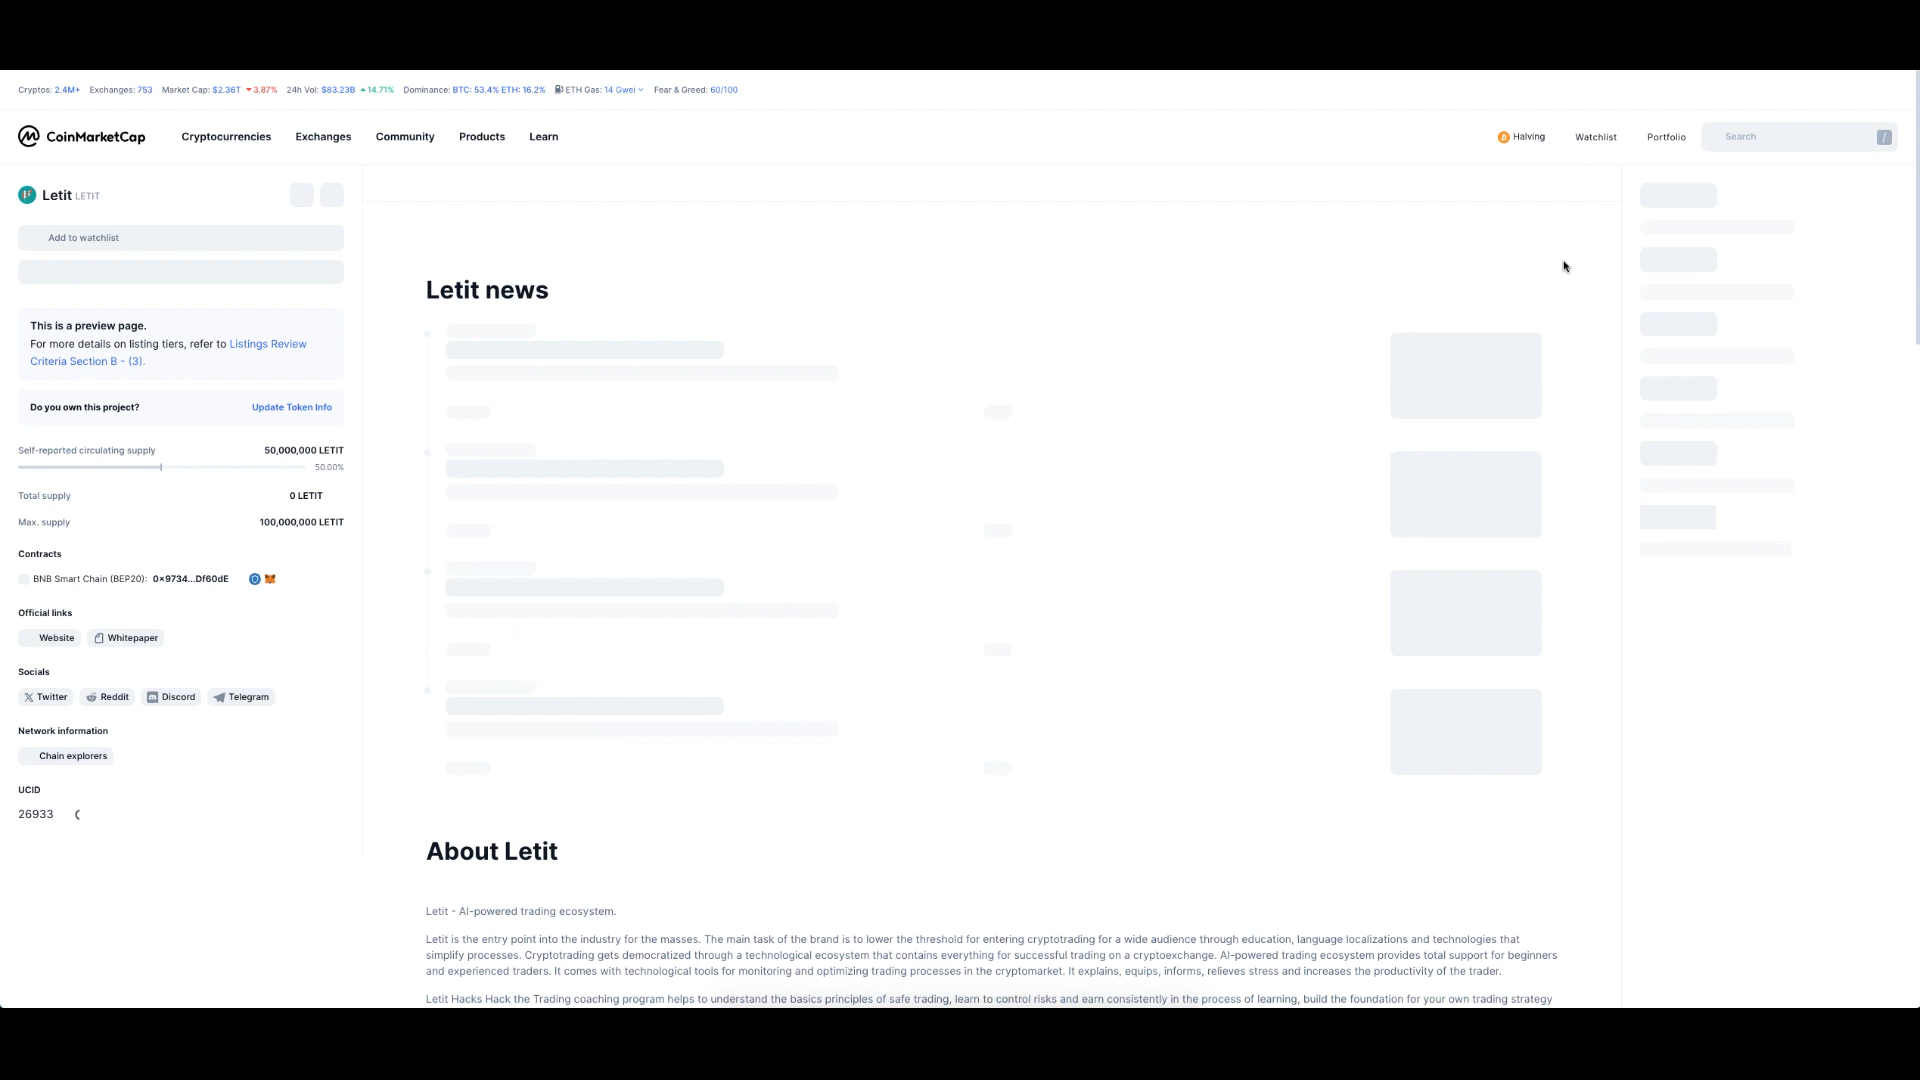 Cryptos: 2.4M+ Exchanges: 753 Market Cap: $2.36T 3.87% 24h Vol: $83.23B 14.71% Dominance: BTC: 53.4% ETH: 16.2% ETH Gas: 14 Gwei Fear & Greed: 60/100
CoinMarketCap Cryptocurrencies Exchanges Community Products Learn Halving Watchlist Portfolio Search /
Letit LETIT
Add to watchlist
This is a preview page.
For more details on listing tiers, refer to Listings Review
Criteria Section B - (3).
Do you own this project? Update Token Info
Self-reported circulating supply 50,000,000 LETIT
50.00%
Total supply 0 LETIT
Max. supply 100,000,000 LETIT
Contracts
BNB Smart Chain (BEP20): 0x9734...Df60dE
Official links
Website Whitepaper
Socials
Twitter Reddit Discord Telegram
Network information
Chain explorers
UCID
26933
Letit news
About Letit
Letit - AI-powered trading ecosystem.
Letit is the entry point into the industry for the masses. The main task of the brand is to lower the threshold for entering cryptotrading for a wide audience through education, language localizations and technologies that
simplify processes. Cryptotrading gets democratized through a technological ecosystem that contains everything for successful trading on a cryptoexchange. AI-powered trading ecosystem provides total support for beginners
and experienced traders. It comes with technological tools for monitoring and optimizing trading processes in the cryptomarket. It explains, equips, informs, relieves stress and increases the productivity of the trader.
Letit Hacks Hack the Trading coaching program helps to understand the basics principles of safe trading, learn to control risks and earn consistently in the process of learning, build the foundation for your own trading strategy